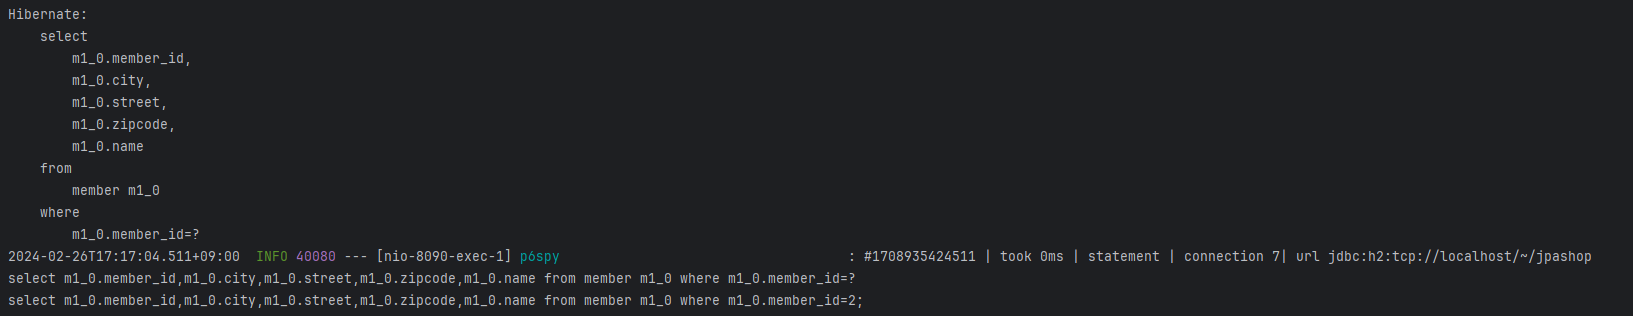 Hibernate:
    select
        m1_0.member_id,
        m1_0.city,
        m1_0.street,
        m1_0.zipcode,
        m1_0.name
    from
        member m1_0
    where
        m1_0.member_id=?
2024-02-26T17:17:04.511+09:00  INFO 40080 --- [nio-8090-exec-1] p6spy                                    : #1708935424511 | took 0ms | statement | connection 7| url jdbc:h2:tcp://localhost/~/jpashop
select m1_0.member_id,m1_0.city,m1_0.street,m1_0.zipcode,m1_0.name from member m1_0 where m1_0.member_id=?
select m1_0.member_id,m1_0.city,m1_0.street,m1_0.zipcode,m1_0.name from member m1_0 where m1_0.member_id=2;